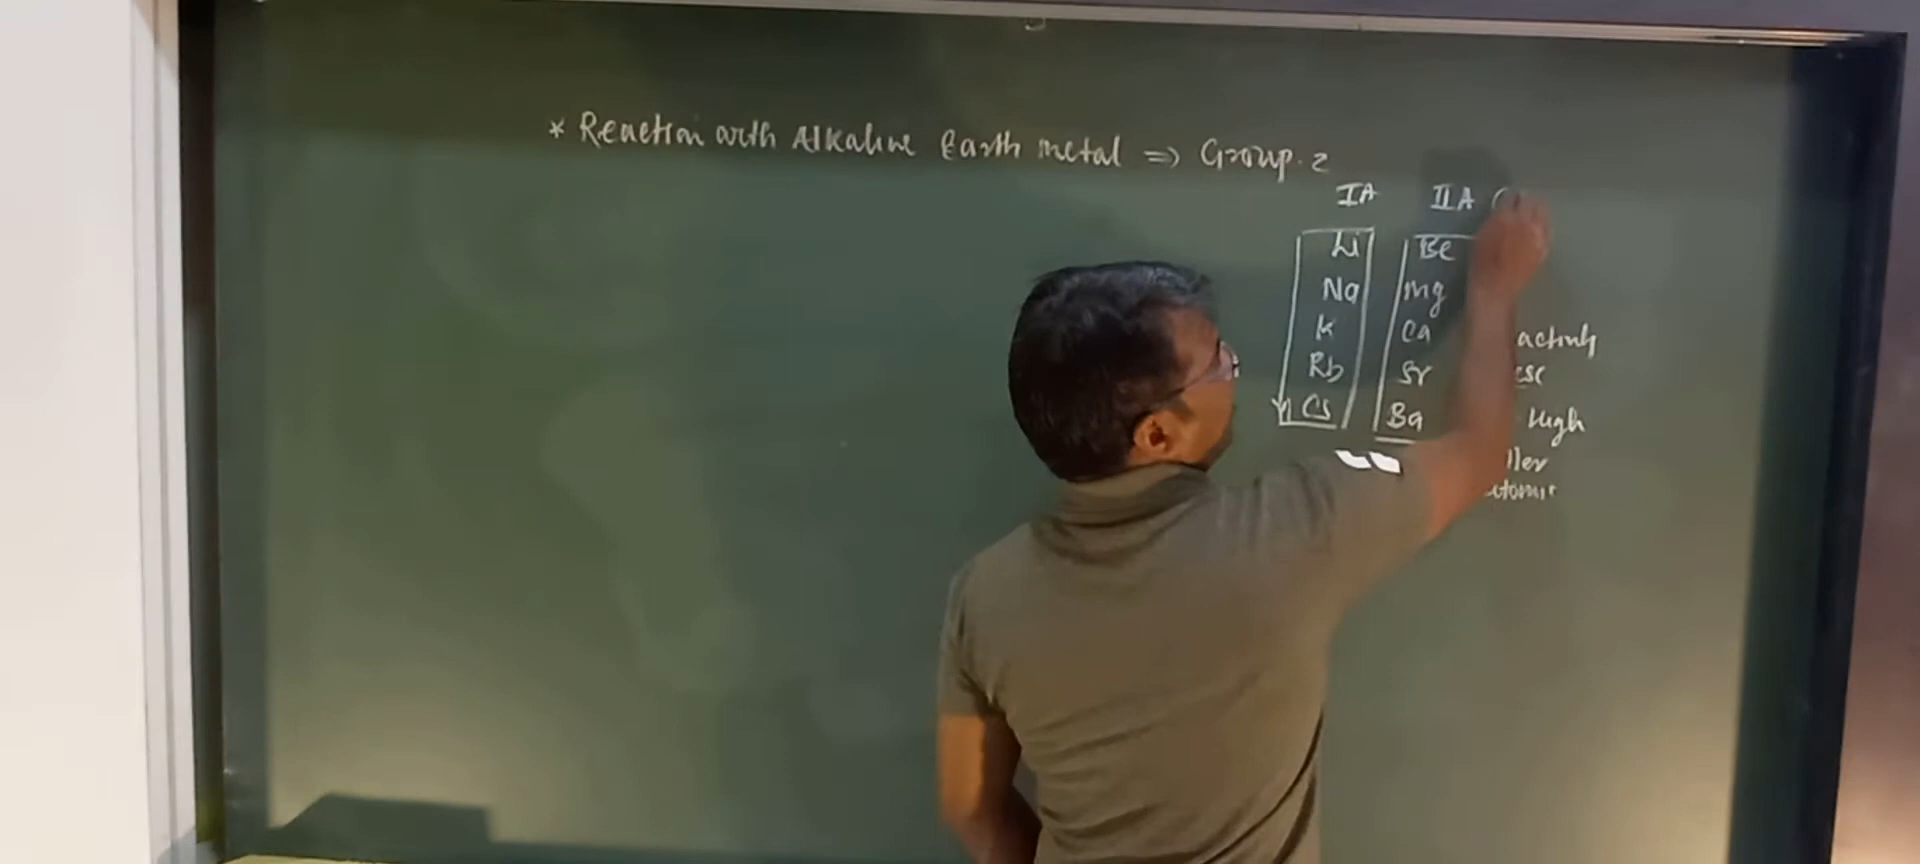 * Reaction with Alkaline Earth metal ⇒ Group. 2
IA IIA (
Li Be
Na Mg
K Ca
Rb Sr
Cs Ba
High